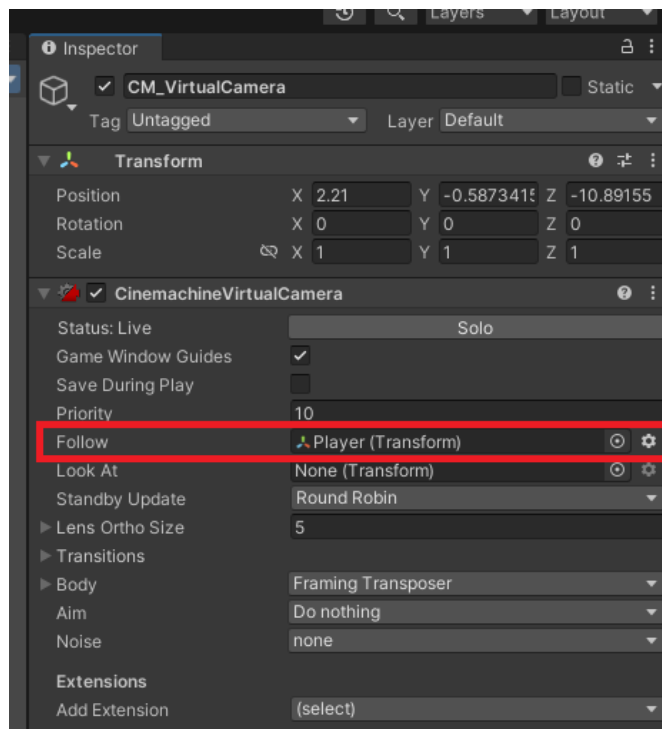 Layers Layout
Inspector
CM_VirtualCamera Static
Tag Untagged Layer Default
Transform
Position X 2.21 Y -0.5873415 Z -10.89155
Rotation X 0 Y 0 Z 0
Scale X 1 Y 1 Z 1
CinemachineVirtualCamera
Status: Live Solo
Game Window Guides
Save During Play
Priority 10
Follow Player (Transform)
Look At None (Transform)
Standby Update Round Robin
Lens Ortho Size 5
Transitions
Body Framing Transposer
Aim Do nothing
Noise none
Extensions
Add Extension (select)